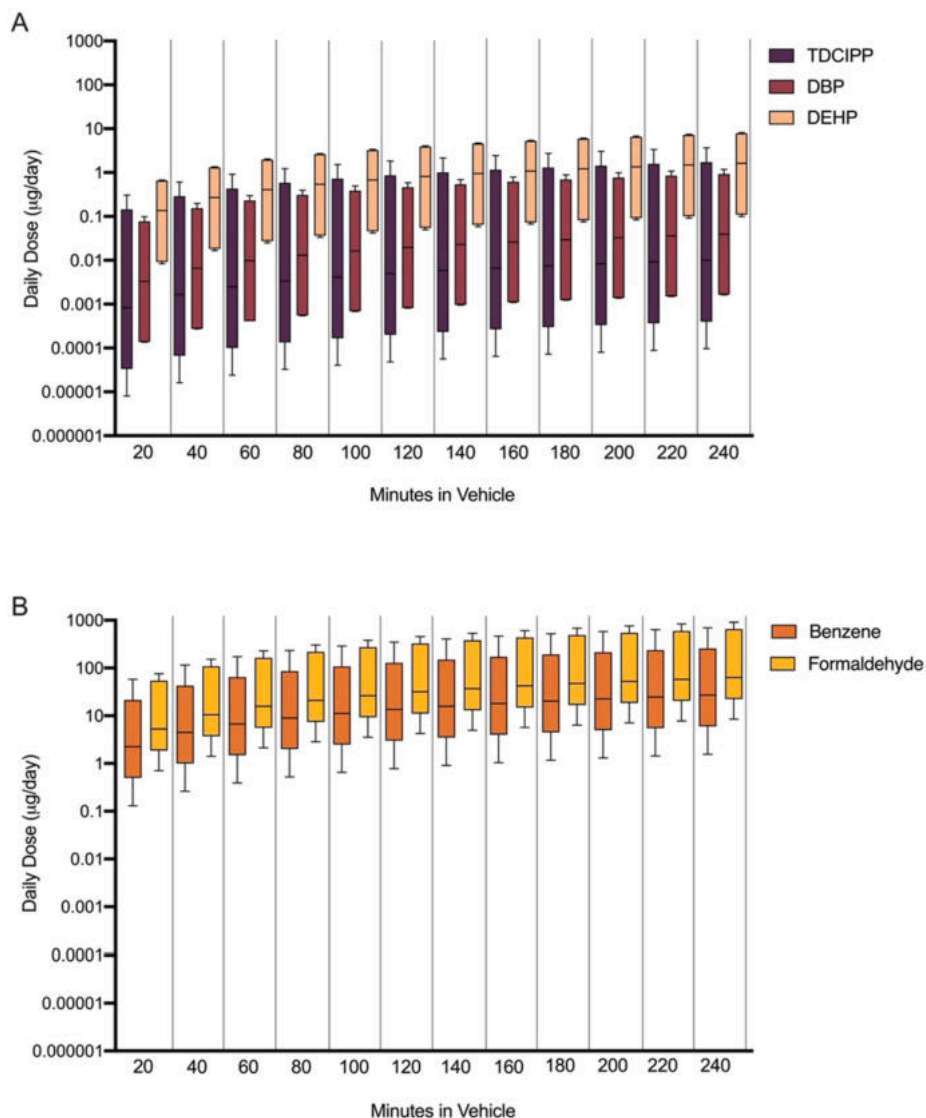 A
1000
100
10
1
0.1
0.01
0.001
0.0001
0.00001
0.000001
Daily Dose (µg/day)
20 40 60 80 100 120 140 160 180 200 220 240
Minutes in Vehicle
TDCIPP
DBP
DEHP
B
1000
100
10
1
0.1
0.01
0.001
0.0001
0.00001
0.000001
Daily Dose (µg/day)
20 40 60 80 100 120 140 160 180 200 220 240
Minutes in Vehicle
Benzene
Formaldehyde